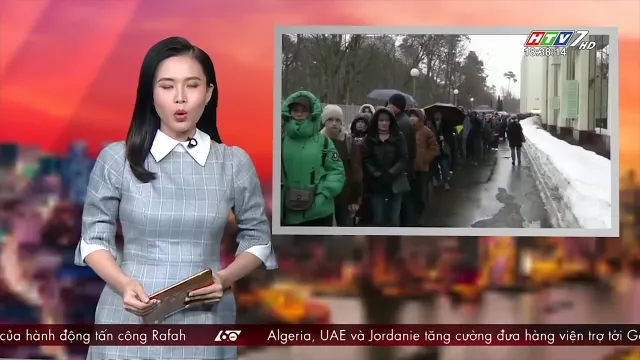 HTV7 HD
18:38:14
của hành động tấn công Rafah 60 Algeria, UAE và Jordanie tăng cường đưa hàng viện trợ tới G